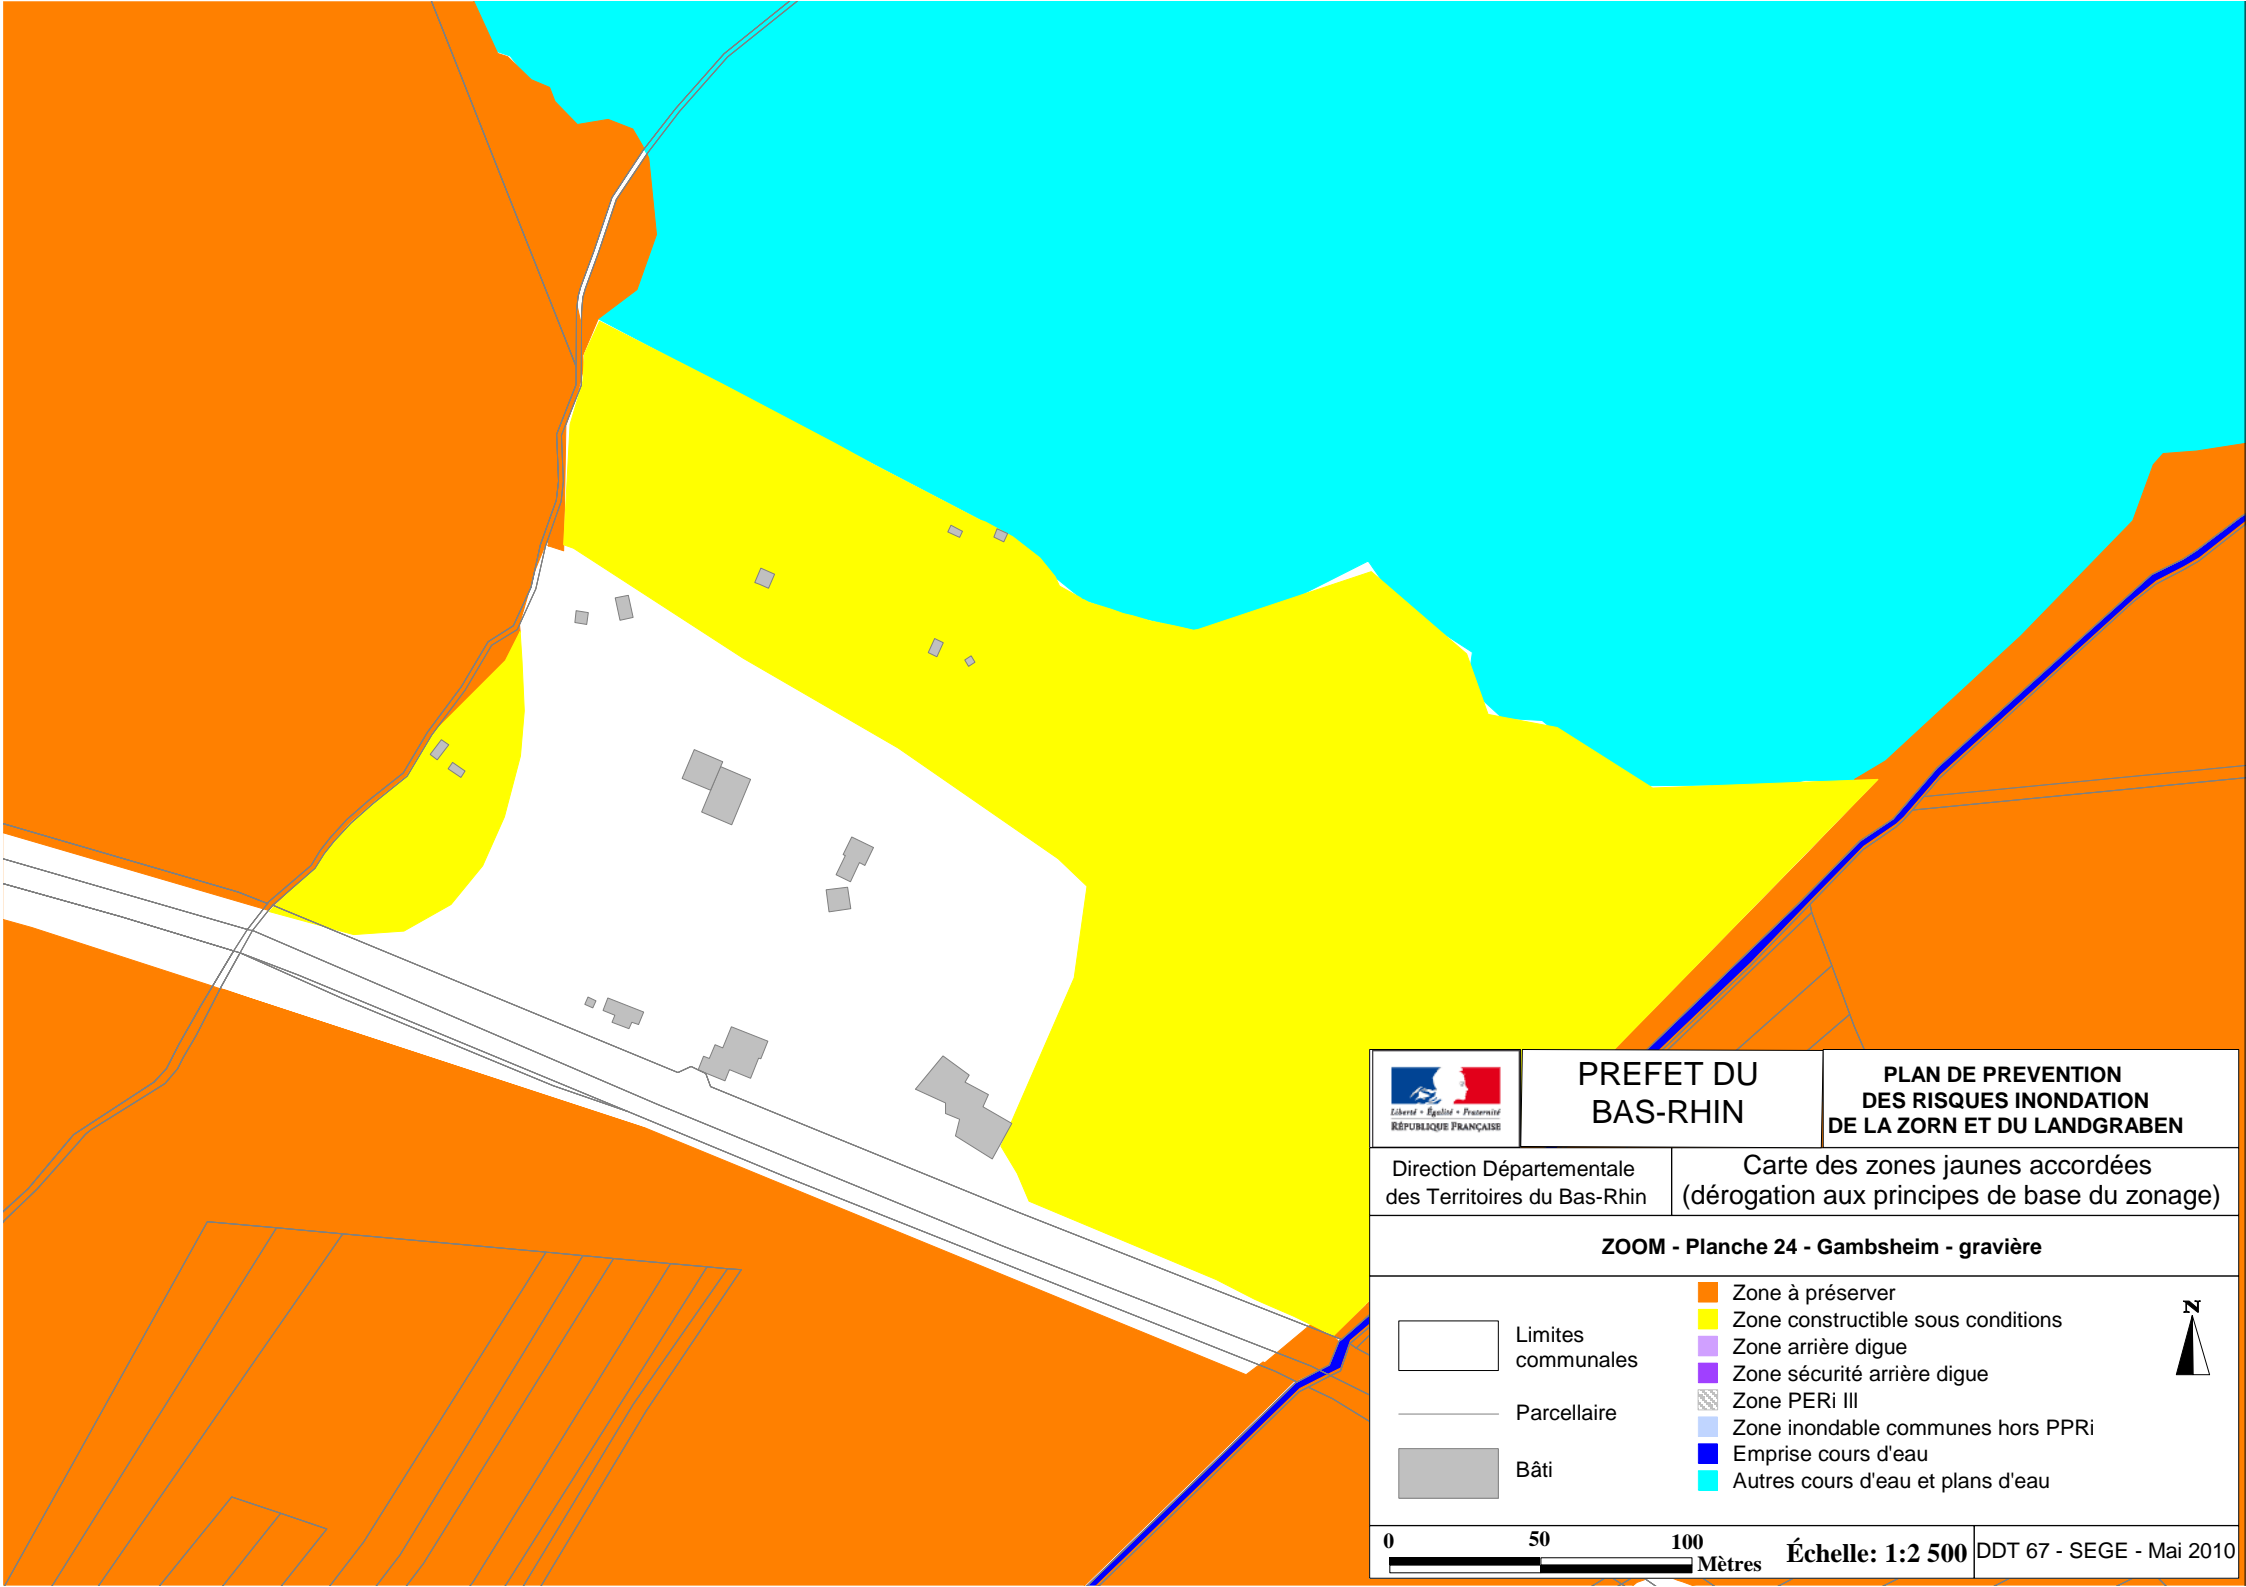 PREFET DU
BAS-RHIN
PLAN DE PREVENTION
DES RISQUES INONDATION
DE LA ZORN ET DU LANDGRABEN
Liberté • Égalité • Fraternité
RÉPUBLIQUE FRANÇAISE
Direction Départementale
des Territoires du Bas-Rhin
Carte des zones jaunes accordées
(dérogation aux principes de base du zonage)
ZOOM - Planche 24 - Gambsheim - gravière
Limites
communales
Parcellaire
Bâti
Zone à préserver
Zone constructible sous conditions
Zone arrière digue
Zone sécurité arrière digue
Zone PERi III
Zone inondable communes hors PPRi
Emprise cours d'eau
Autres cours d'eau et plans d'eau
N
0 50 100
Mètres
Échelle: 1:2 500
DDT 67 - SEGE - Mai 2010